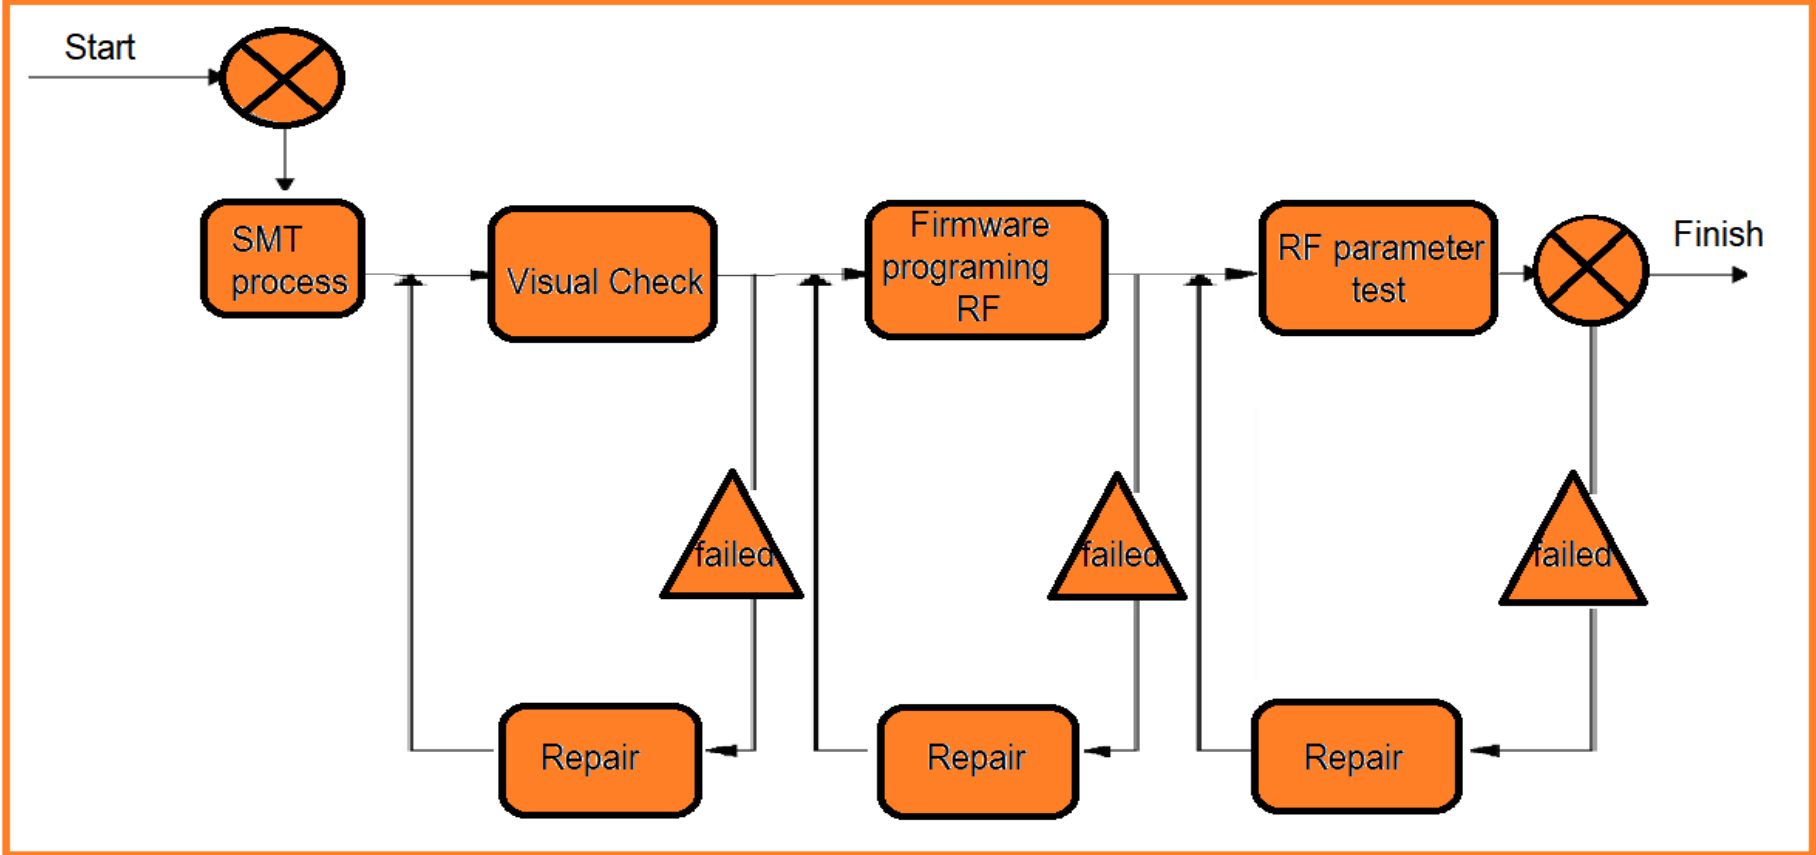 Start
SMT
process
Visual Check
Firmware
programing
RF
RF parameter
test
Finish
failed
failed
failed
Repair
Repair
Repair